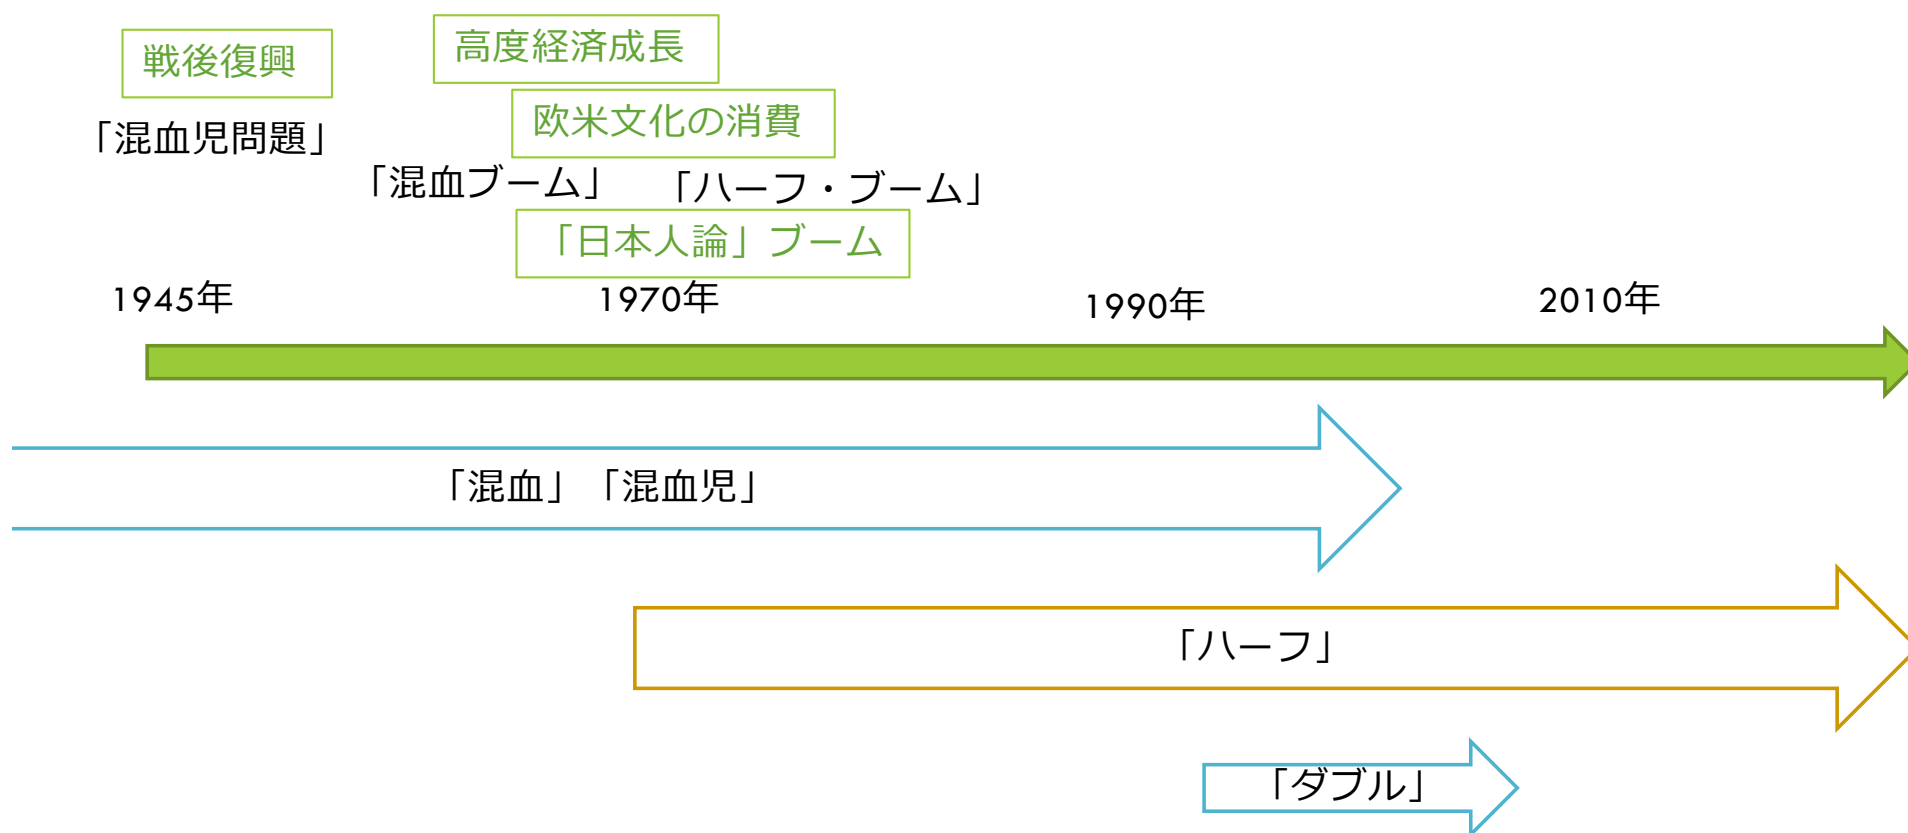 戦後復興
高度経済成長
欧米文化の消費
「混血児問題」
「混血ブーム」
「ハーフ・ブーム」
「日本人論」ブーム
1945年
1970年
1990年
2010年
「混血」「混血児」
「ハーフ」
「ダブル」